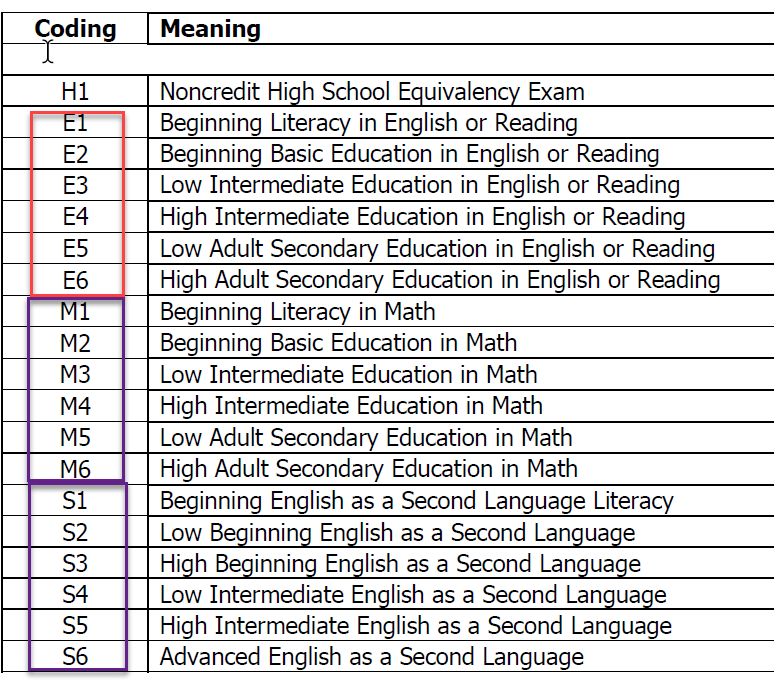 Coding Meaning
H1 Noncredit High School Equivalency Exam
E1 Beginning Literacy in English or Reading
E2 Beginning Basic Education in English or Reading
E3 Low Intermediate Education in English or Reading
E4 High Intermediate Education in English or Reading
E5 Low Adult Secondary Education in English or Reading
E6 High Adult Secondary Education in English or Reading
M1 Beginning Literacy in Math
M2 Beginning Basic Education in Math
M3 Low Intermediate Education in Math
M4 High Intermediate Education in Math
M5 Low Adult Secondary Education in Math
M6 High Adult Secondary Education in Math
S1 Beginning English as a Second Language Literacy
S2 Low Beginning English as a Second Language
S3 High Beginning English as a Second Language
S4 Low Intermediate English as a Second Language
S5 High Intermediate English as a Second Language
S6 Advanced English as a Second Language